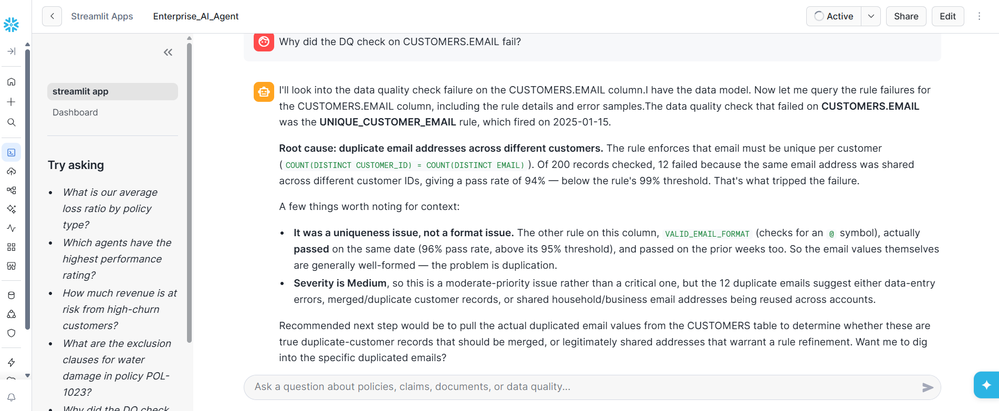 Streamlit Apps
Enterprise_AI_Agent
Active
Share
Edit
streamlit app
Dashboard
Try asking
What is our average
loss ratio by policy
type?
Which agents have the
highest performance
rating?
How much revenue is at
risk from high-churn
customers?
What are the exclusion
clauses for water
damage in policy POL-
1023?
Why did the DQ check
Why did the DQ check on CUSTOMERS.EMAIL fail?
I'll look into the data quality check failure on the CUSTOMERS.EMAIL column.I have the data model. Now let me query the rule failures for
the CUSTOMERS.EMAIL column, including the rule details and error samples.The data quality check that failed on CUSTOMERS.EMAIL
was the UNIQUE_CUSTOMER_EMAIL rule, which fired on 2025-01-15.
Root cause: duplicate email addresses across different customers. The rule enforces that email must be unique per customer
( COUNT(DISTINCT CUSTOMER_ID) = COUNT(DISTINCT EMAIL) ). Of 200 records checked, 12 failed because the same email address was shared
across different customer IDs, giving a pass rate of 94% — below the rule's 99% threshold. That's what tripped the failure.
A few things worth noting for context:
It was a uniqueness issue, not a format issue. The other rule on this column, VALID_EMAIL_FORMAT (checks for an @ symbol), actually
passed on the same date (96% pass rate, above its 95% threshold), and passed on the prior weeks too. So the email values themselves
are generally well-formed — the problem is duplication.
Severity is Medium, so this is a moderate-priority issue rather than a critical one, but the 12 duplicate emails suggest either data-entry
errors, merged/duplicate customer records, or shared household/business email addresses being reused across accounts.
Recommended next step would be to pull the actual duplicated email values from the CUSTOMERS table to determine whether these are
true duplicate-customer records that should be merged, or legitimately shared addresses that warrant a rule refinement. Want me to dig
into the specific duplicated emails?
Ask a question about policies, claims, documents, or data quality...